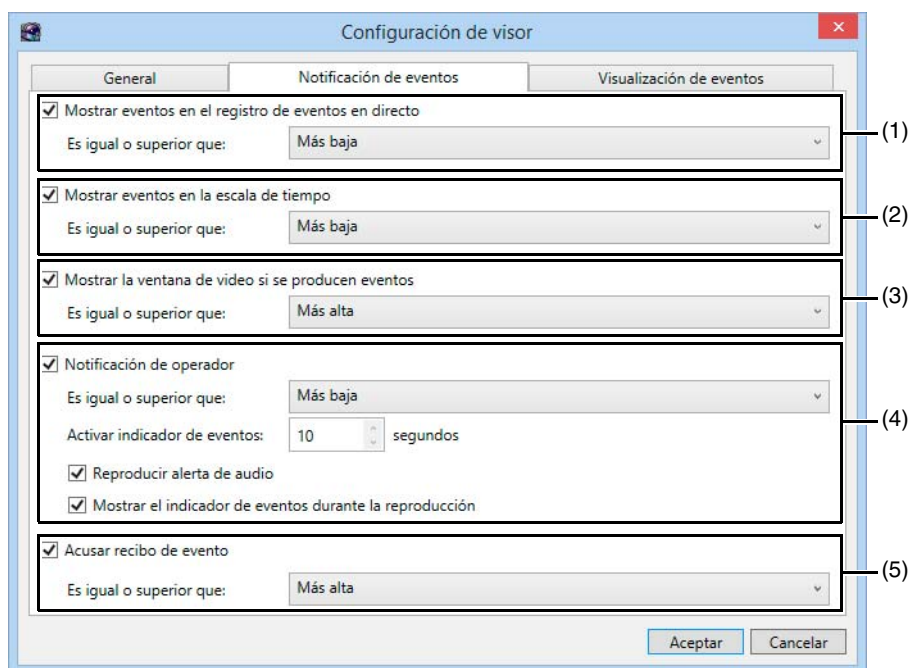 Configuración de visor
General
Notificación de eventos
Visualización de eventos
Mostrar eventos en el registro de eventos en directo
Es igual o superior que: Más baja
(1)
Mostrar eventos en la escala de tiempo
Es igual o superior que: Más baja
(2)
Mostrar la ventana de video si se producen eventos
Es igual o superior que: Más alta
(3)
Notificación de operador
Es igual o superior que: Más baja
(4)
Activar indicador de eventos: 10 segundos
Reproducir alerta de audio
Mostrar el indicador de eventos durante la reproducción
Acusar recibo de evento
(5)
Es igual o superior que: Más alta
Aceptar
Cancelar